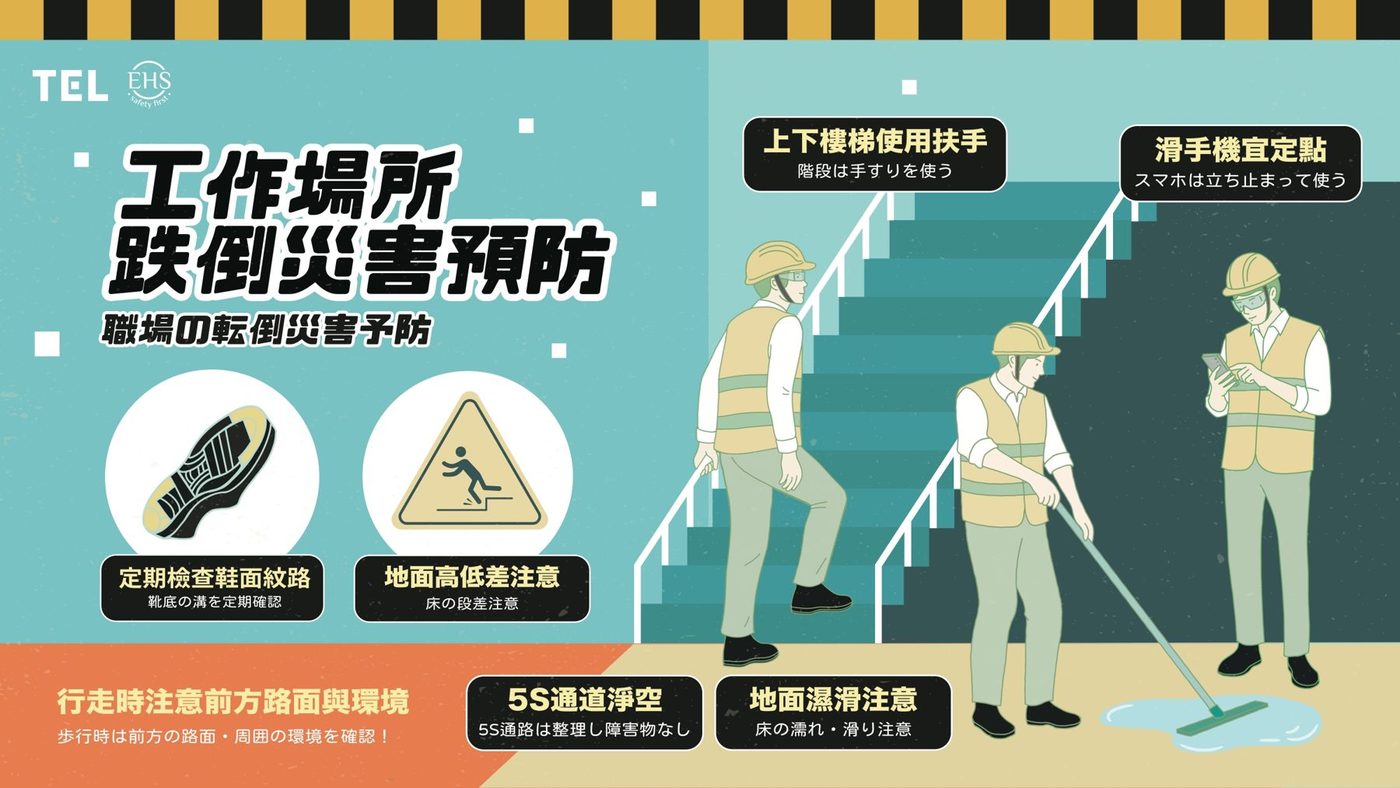 TEL
EHS
safety first
工作場所
跌倒災害預防
職場の転倒災害予防
上下樓梯使用扶手
階段は手すりを使う
滑手機宜定點
スマホは立ち止まって使う
定期檢查鞋面紋路
靴底の溝を定期確認
地面高低差注意
床の段差注意
行走時注意前方路面與環境
歩行時は前方の路面・周囲の環境を確認！
5S通道淨空
5S通路は整理し障害物なし
地面濕滑注意
床の濡れ・滑り注意